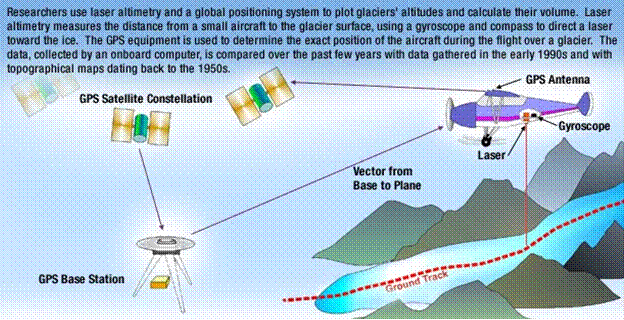 Researchers use laser altimetry and a global positioning system to plot glaciers' altitudes and calculate their volume. Laser
altimetry measures the distance from a small aircraft to the glacier surface, using a gyroscope and compass to direct a laser
toward the ice. The GPS equipment is used to determine the exact position of the aircraft during the flight over a glacier. The
data, collected by an onboard computer, is compared over the past few years with data gathered in the early 1990s and with
topographical maps dating back to the 1950s.
GPS Antenna
GPS Satellite Constellation
Gyroscope
Laser
Vector from
Base to Plane
GPS Base Station
Ground Track